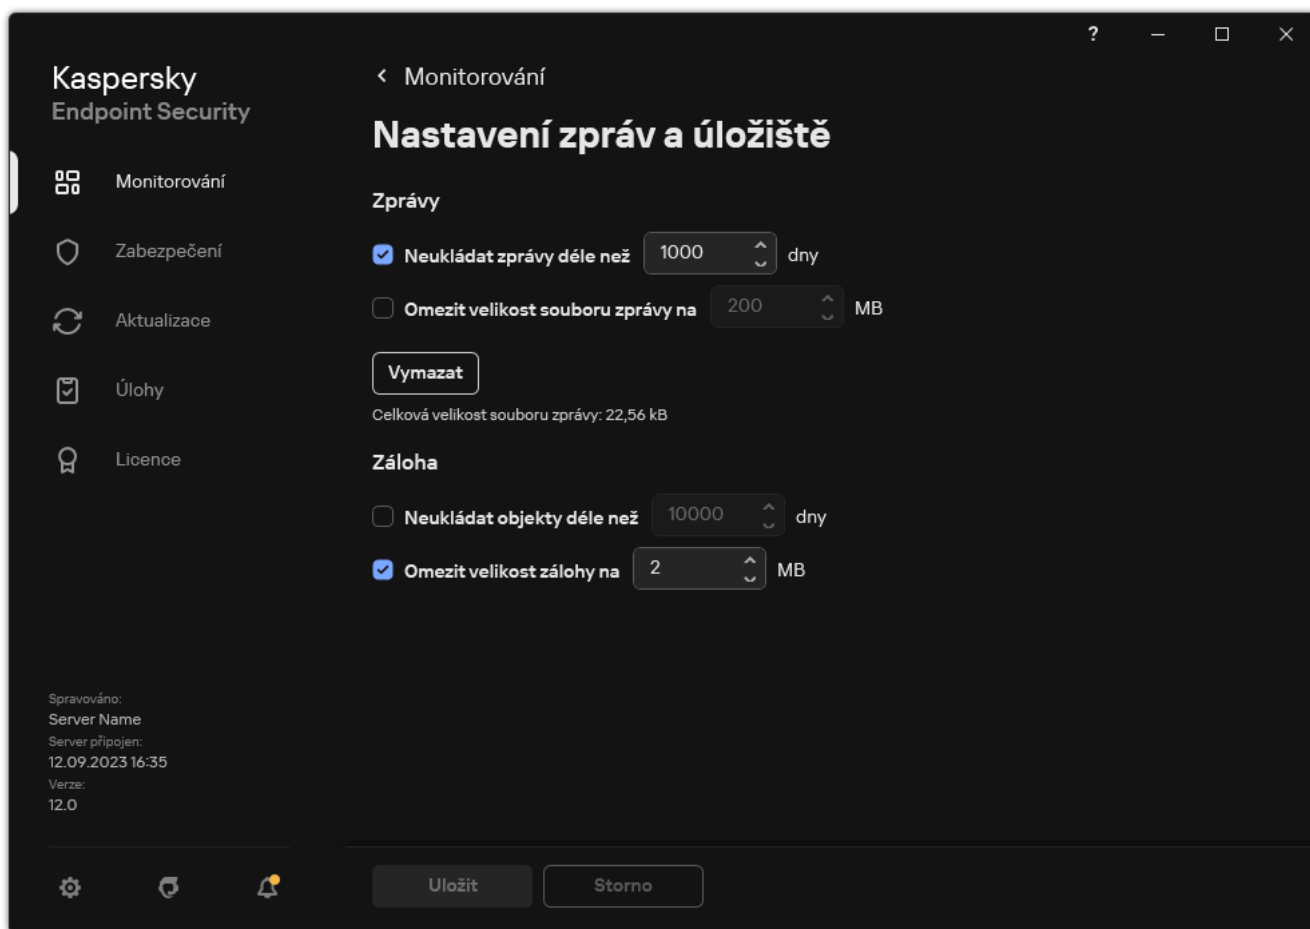 ?
Kaspersky
Endpoint Security
Monitorování
Zabezpečení
Aktualizace
Úlohy
Licence
Spravováno:
Server Name
Server připojen:
12.09.2023 16:35
Verze:
12.0
Monitorování
Nastavení zpráv a úložiště
Zprávy
Neukládat zprávy déle než 1000 dny
Omezit velikost souboru zprávy na 200 MB
Vymazat
Celková velikost souboru zprávy: 22,56 kB
Záloha
Neukládat objekty déle než 10000 dny
Omezit velikost zálohy na 2 MB
Uložit Storno